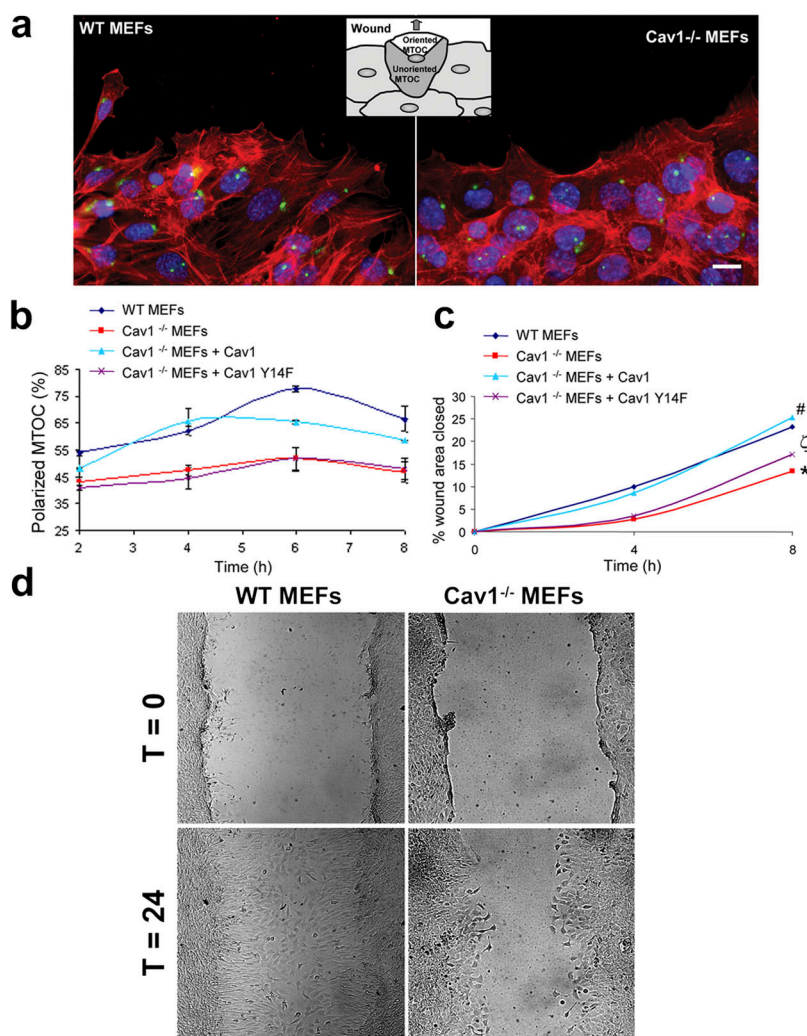 a
WT MEFs
Wound
Oriented
MTOC
Unoriented
MTOC
Cav1-/- MEFs
b
WT MEFs
Cav1 -/- MEFs
Cav1 -/- MEFs + Cav1
Cav1 -/- MEFs + Cav1 Y14F
Polarized MTOC (%)
85
75
65
55
45
35
25
2
3
4
5
6
7
8
Time (h)
c
WT MEFs
Cav1 -/- MEFs
Cav1 -/- MEFs + Cav1
Cav1 -/- MEFs + Cav1 Y14F
% wound area closed
30
25
20
15
10
5
0
#
ζ
*
0
4
8
Time (h)
d
WT MEFs
Cav1-/- MEFs
T = 0
T = 24